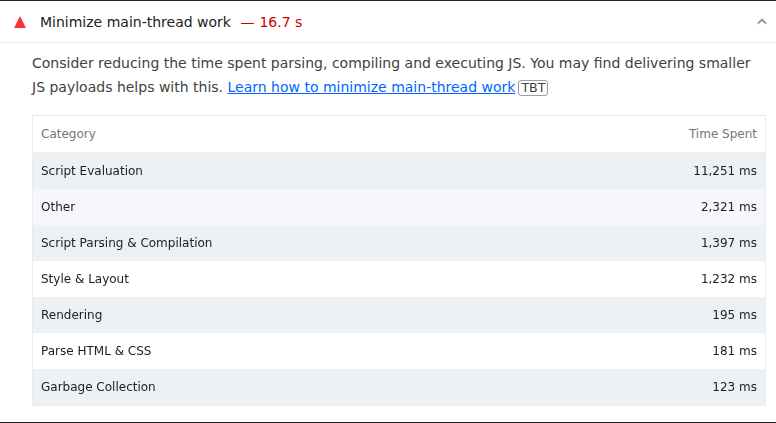 Minimize main-thread work — 16.7 s
Consider reducing the time spent parsing, compiling and executing JS. You may find delivering smaller
JS payloads helps with this. Learn how to minimize main-thread work TBT
Category Time Spent
Script Evaluation 11,251 ms
Other 2,321 ms
Script Parsing & Compilation 1,397 ms
Style & Layout 1,232 ms
Rendering 195 ms
Parse HTML & CSS 181 ms
Garbage Collection 123 ms